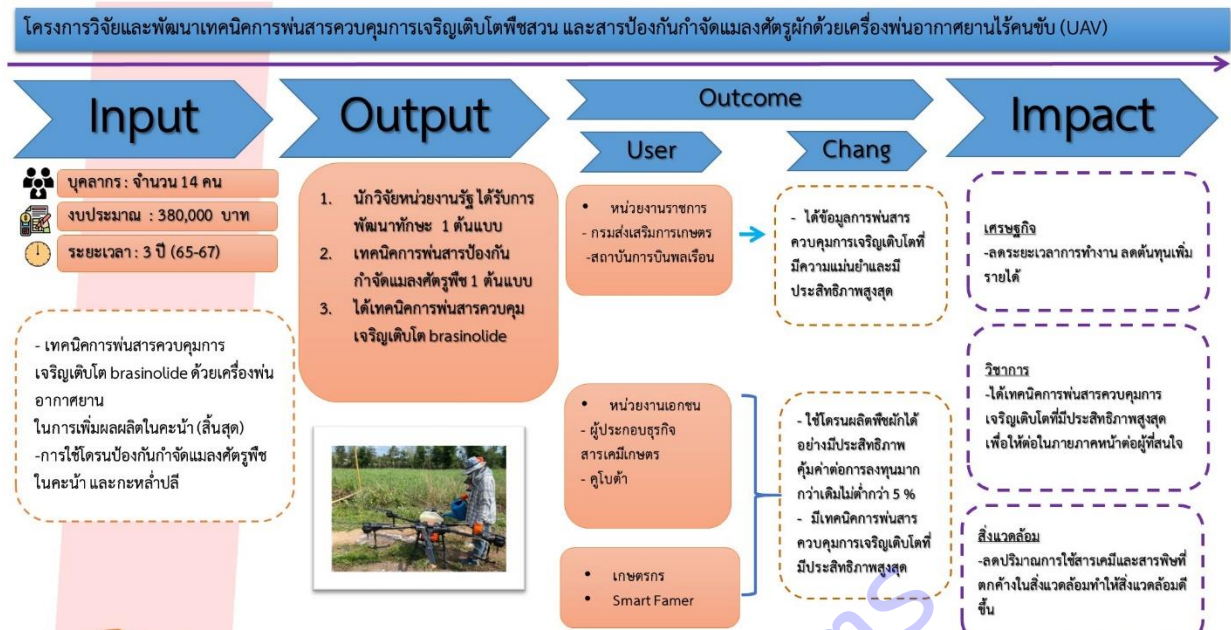 โครงการวิจัยและพัฒนาเทคนิคการพ่นสารควบคุมการเจริญเติบโตพืชสวน และสารป้องกันกำจัดแมลงศัตรูผักด้วยเครื่องพ่นอากาศยานไร้คนขับ (UAV)
Input
บุคลากร : จำนวน 14 คน
งบประมาณ : 380,000 บาท
ระยะเวลา : 3 ปี (65-67)
- เทคนิคการพ่นสารควบคุมการ
เจริญเติบโต brasinolide ด้วยเครื่องพ่น
อากาศยาน
ในการเพิ่มผลผลิตในคะน้า (สิ้นสุด)
-การใช้โดรนป้องกันกำจัดแมลงศัตรูพืช
ในคะน้า และกะหล่ำปลี
Output
1. นักวิจัยหน่วยงานรัฐ ได้รับการ
พัฒนาทักษะ 1 ต้นแบบ
2. เทคนิคการพ่นสารป้องกัน
กำจัดแมลงศัตรูพืช 1 ต้นแบบ
3. ได้เทคนิคการพ่นสารควบคุม
เจริญเติบโต brasinolide
Outcome
User
• หน่วยงานราชการ
- กรมส่งเสริมการเกษตร
-สถาบันการบินพลเรือน
• หน่วยงานเอกชน
- ผู้ประกอบธุรกิจ
สารเคมีเกษตร
- คูโบต้า
• เกษตรกร
• Smart Famer
Chang
- ได้ข้อมูลการพ่นสาร
ควบคุมการเจริญเติบโตที่
มีความแม่นยำและมี
ประสิทธิภาพสูงสุด
- ใช้โดรนผลิตพืชผักได้
อย่างมีประสิทธิภาพ
คุ้มค่าต่อการลงทุนมาก
กว่าเดิมไม่ต่ำกว่า 5 %
- มีเทคนิคการพ่นสาร
ควบคุมการเจริญเติบโตที่
มีประสิทธิภาพสูงสุด
Impact
เศรษฐกิจ
-ลดระยะเวลาการทำงาน ลดต้นทุนเพิ่ม
รายได้
วิชาการ
-ได้เทคนิคการพ่นสารควบคุมการ
เจริญเติบโตที่มีประสิทธิภาพสูงสุด
เพื่อให้ต่อในภายภาคหน้าต่อผู้ที่สนใจ
สิ่งแวดล้อม
-ลดปริมาณการใช้สารเคมีและสารพิษที่
ตกค้างในสิ่งแวดล้อมทำให้สิ่งแวดล้อมดี
ขึ้น